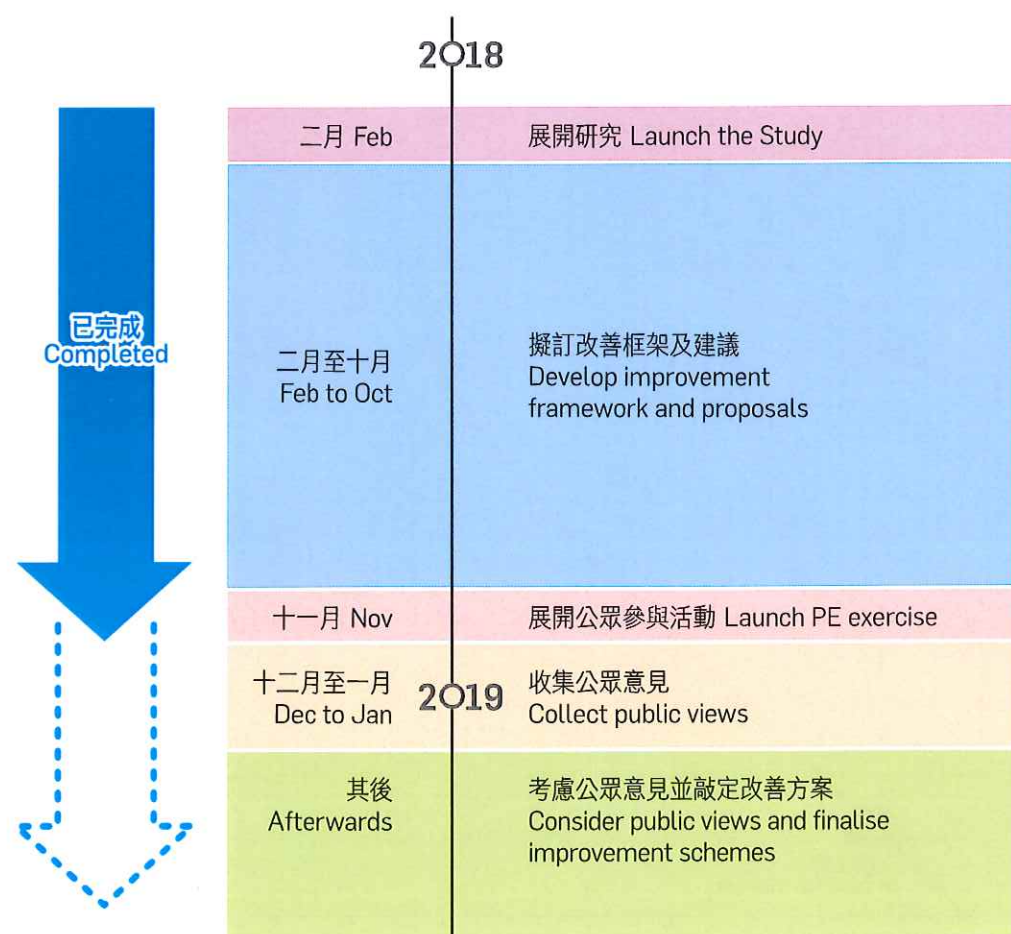 2018
二月 Feb
展開研究 Launch the Study
已完成
Completed
二月至十月
Feb to Oct
擬訂改善框架及建議
Develop improvement
framework and proposals
十一月 Nov
展開公眾參與活動 Launch PE exercise
十二月至一月
Dec to Jan
2019
收集公眾意見
Collect public views
其後
Afterwards
考慮公眾意見並敲定改善方案
Consider public views and finalise
improvement schemes